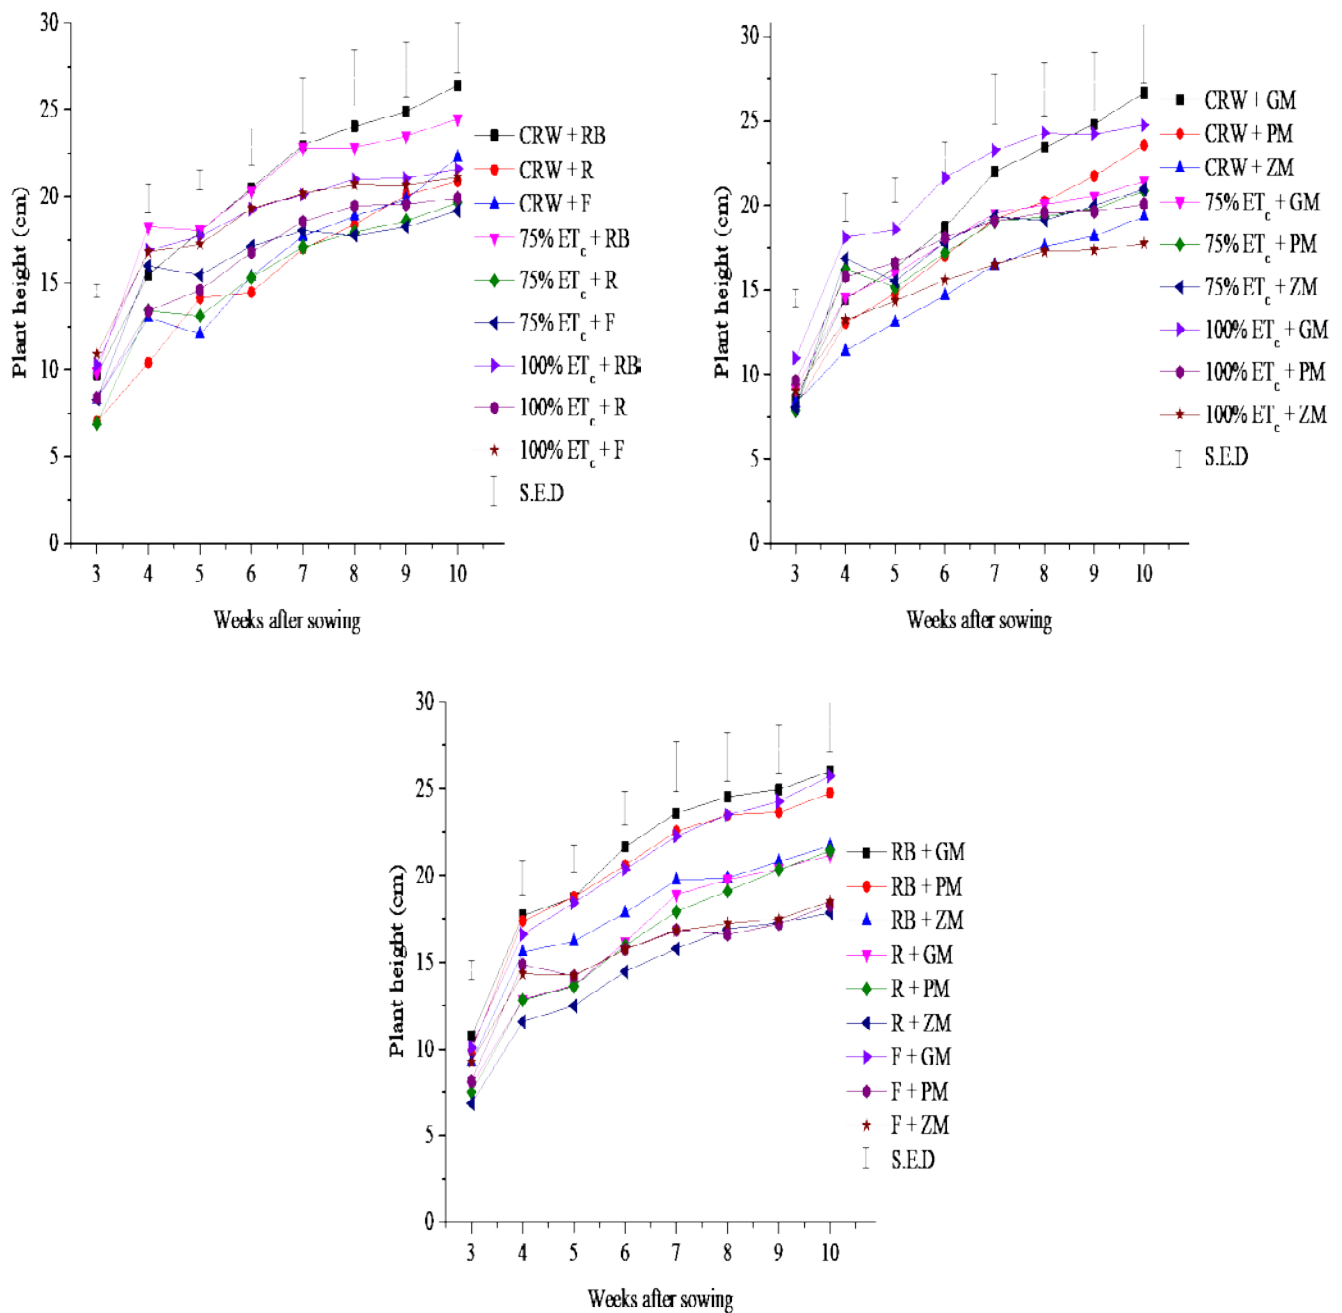 30
25
20
15
10
5
0
Plant height (cm)
3 4 5 6 7 8 9 10
Weeks after sowing
CRW + RB
CRW + R
CRW + F
75% ETc + RB
75% ETc + R
75% ETc + F
100% ETc + RB
100% ETc + R
100% ETc + F
S.E.D
30
25
20
15
10
5
0
Plant height (cm)
3 4 5 6 7 8 9 10
Weeks after sowing
CRW + GM
CRW + PM
CRW + ZM
75% ETc + GM
75% ETc + PM
75% ETc + ZM
100% ETc + GM
100% ETc + PM
100% ETc + ZM
S.E.D
30
25
20
15
10
5
0
Plant height (cm)
3 4 5 6 7 8 9 10
Weeks after sowing
RB + GM
RB + PM
RB + ZM
R + GM
R + PM
R + ZM
F + GM
F + PM
F + ZM
S.E.D